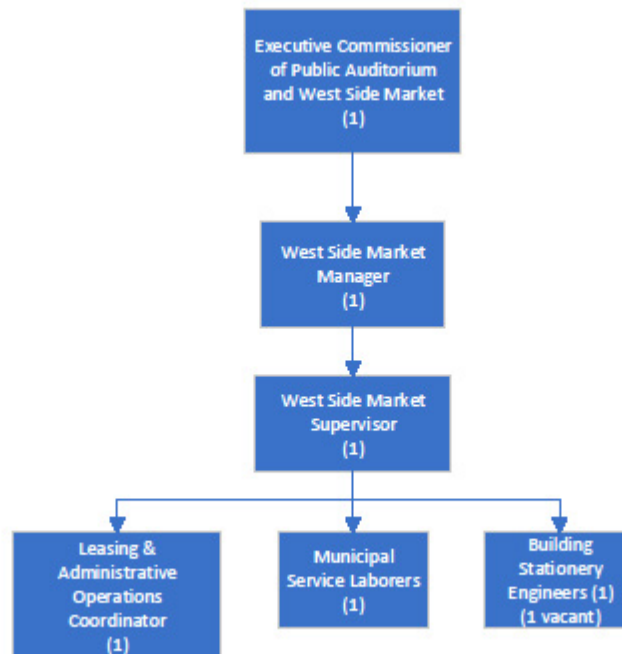 Executive Commissioner
of Public Auditorium
and West Side Market
(1)
West Side Market
Manager
(1)
West Side Market
Supervisor
(1)
Leasing &
Administrative
Operations
Coordinator
(1)
Municipal
Service Laborers
(1)
Building
Stationery
Engineers (1)
(1 vacant)